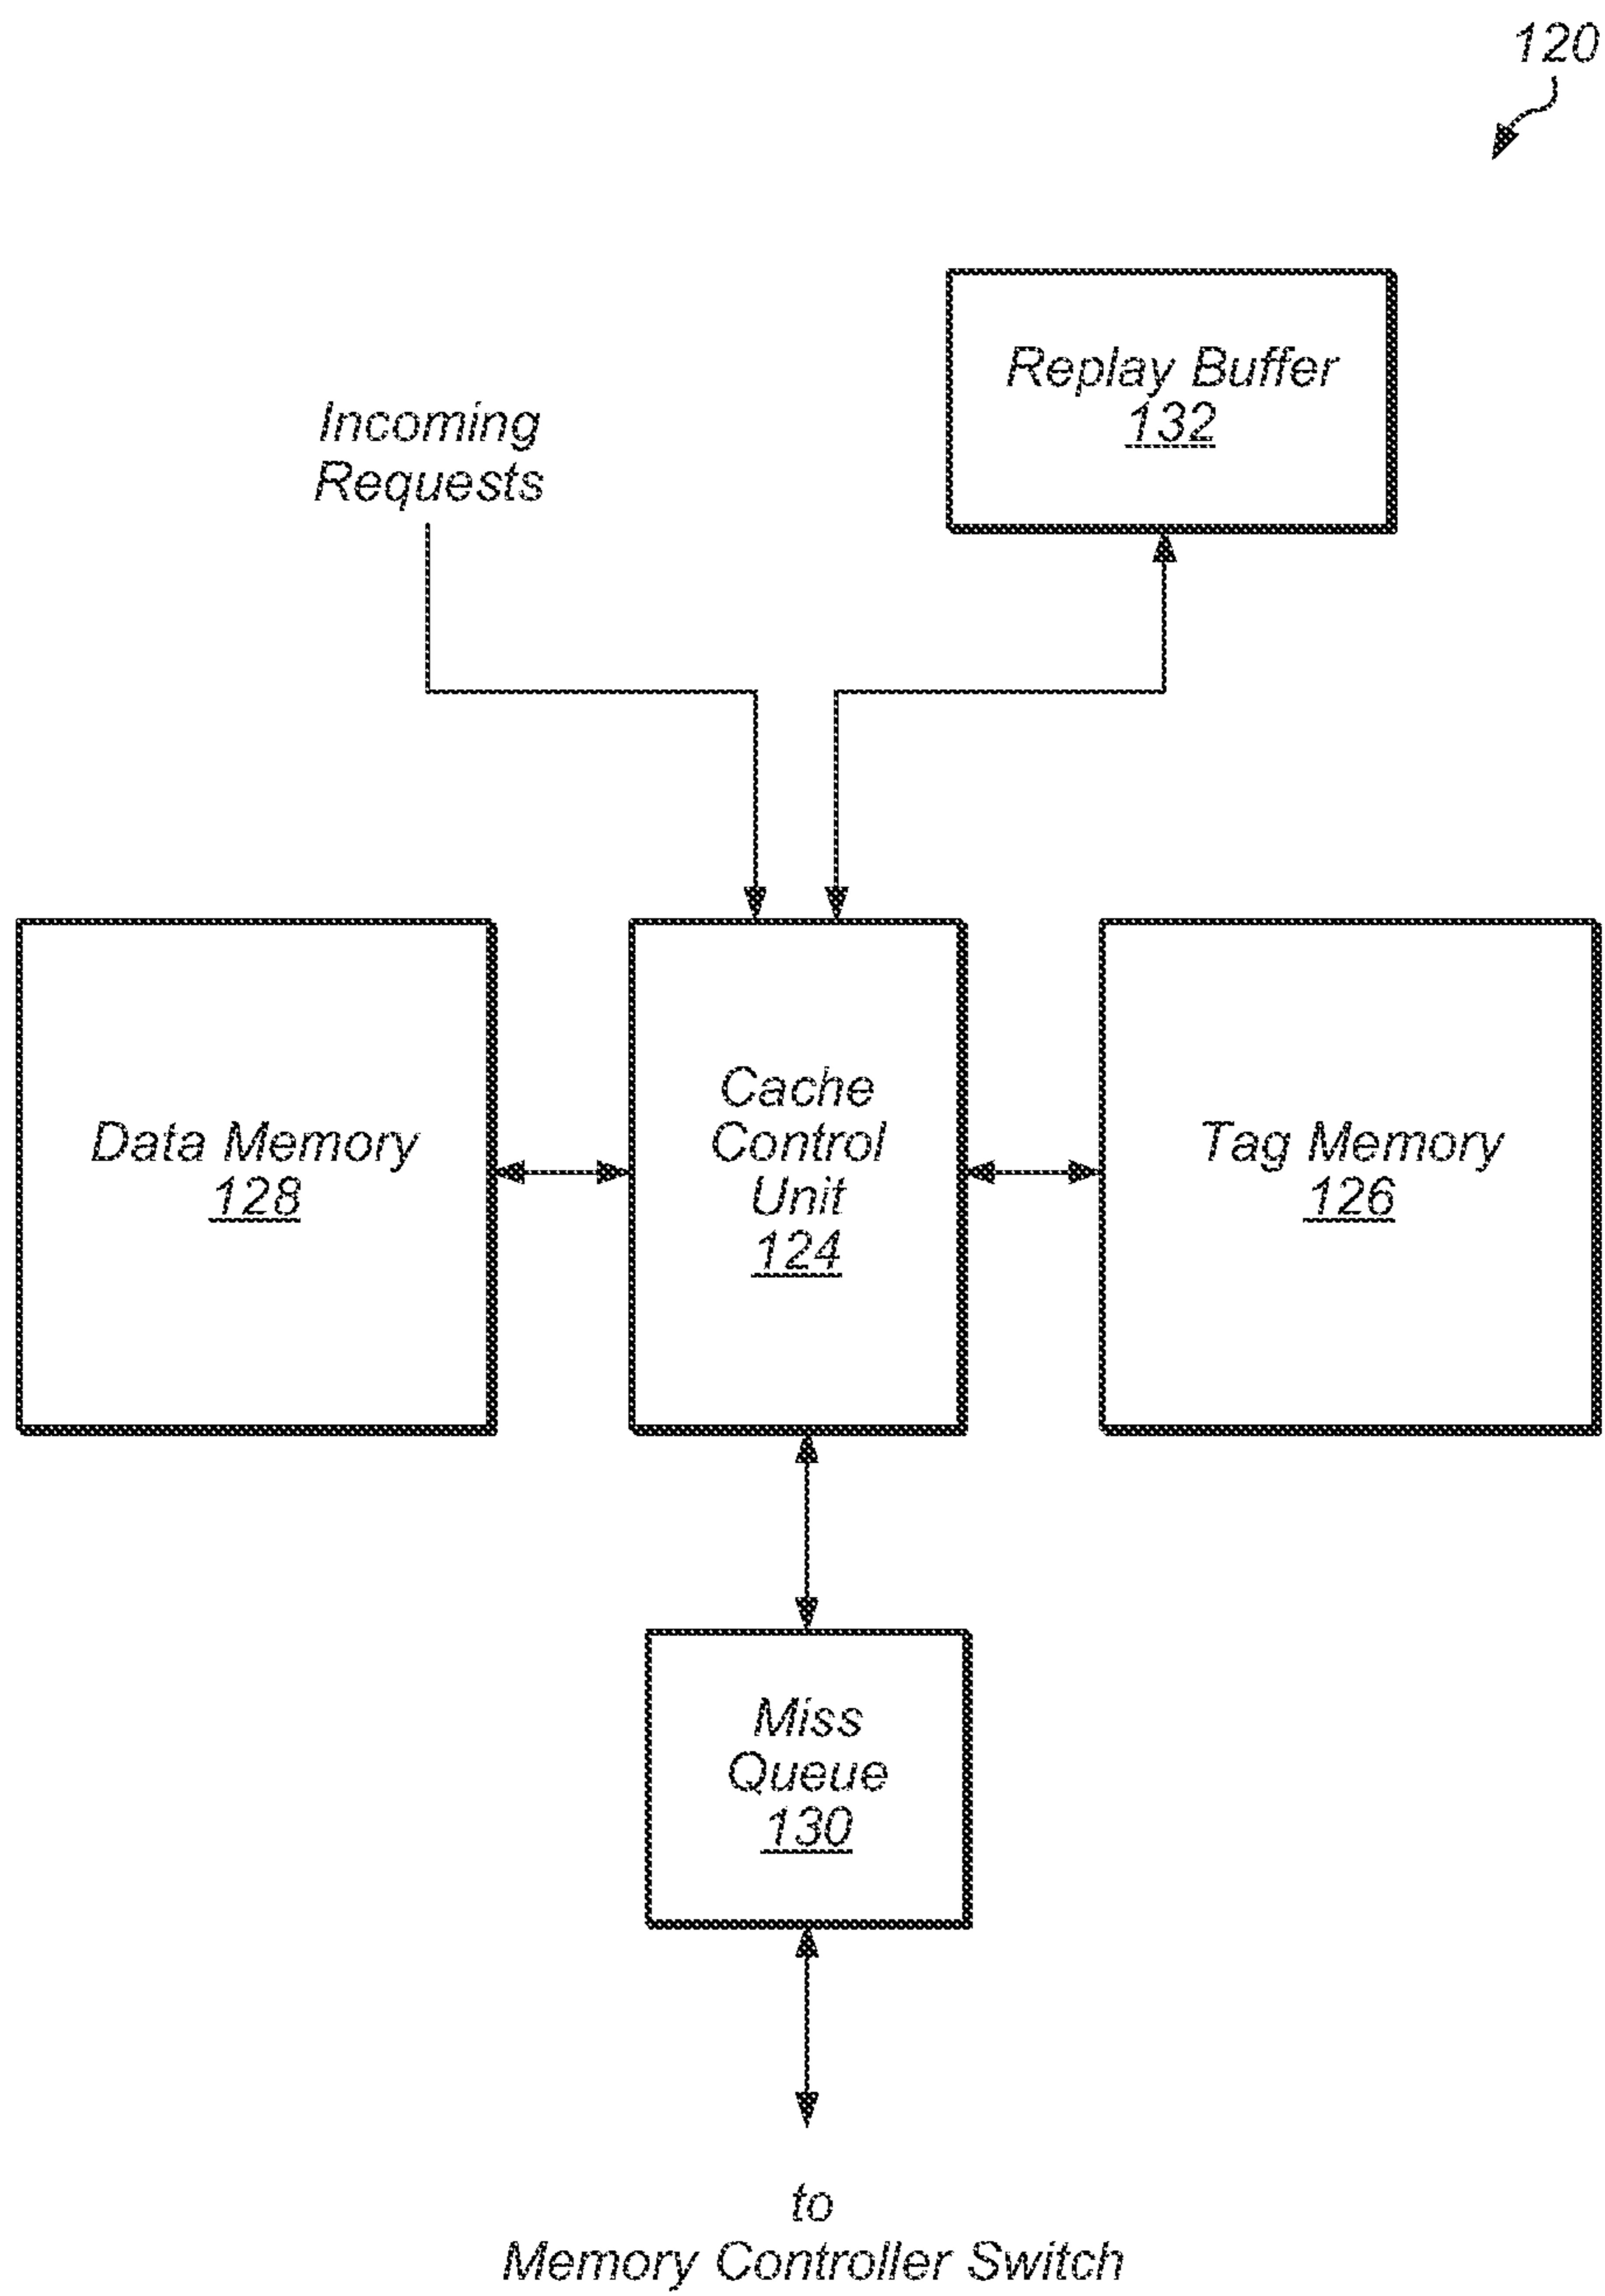 120
Replay Buffer
132
Incoming
Requests
Data Memory
128
Cache
Control
Unit
124
Tag Memory
126
Miss
Queue
130
to
Memory Controller Switch